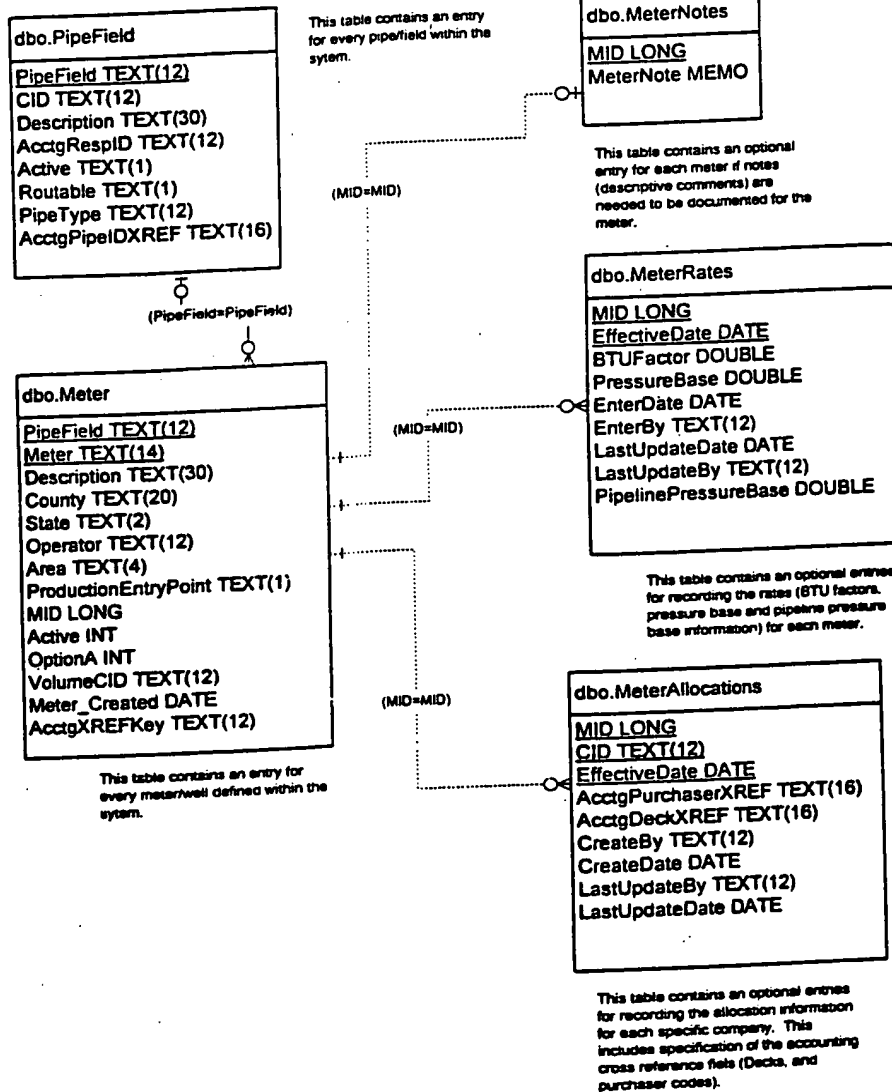 dbo.PipeField
PipeField TEXT(12)
CID TEXT(12)
Description TEXT(30)
AcctgRespID TEXT(12)
Active TEXT(1)
Routable TEXT(1)
PipeType TEXT(12)
AcctgPipeIDXREF TEXT(16)
This table contains an entry
for every pipe/field within the
sytem.
dbo.MeterNotes
MID LONG
MeterNote MEMO
This table contains an optional
entry for each meter if notes
(descriptive comments) are
needed to be documented for the
meter.
(MID=MID)
(PipeField=PipeField)
dbo.Meter
PipeField TEXT(12)
Meter TEXT(14)
Description TEXT(30)
County TEXT(20)
State TEXT(2)
Operator TEXT(12)
Area TEXT(4)
ProductionEntryPoint TEXT(1)
MID LONG
Active INT
OptionA INT
VolumeCID TEXT(12)
Meter_Created DATE
AcctgXREFKey TEXT(12)
This table contains an entry for
every meter/well defined within the
sytem.
(MID=MID)
dbo.MeterRates
MID LONG
EffectiveDate DATE
BTUFactor DOUBLE
PressureBase DOUBLE
EnterDate DATE
EnterBy TEXT(12)
LastUpdateDate DATE
LastUpdateBy TEXT(12)
PipelinePressureBase DOUBLE
This table contains an optional entries
for recording the rates (BTU factors,
pressure base and pipeline pressure
base information) for each meter.
(MID=MID)
dbo.MeterAllocations
MID LONG
CID TEXT(12)
EffectiveDate DATE
AcctgPurchaserXREF TEXT(16)
AcctgDeckXREF TEXT(16)
CreateBy TEXT(12)
CreateDate DATE
LastUpdateBy TEXT(12)
LastUpdateDate DATE
This table contains an optional entries
for recording the allocation information
for each specific company. This
includes specification of the accounting
cross reference fiels (Decks, and
purchaser codes).